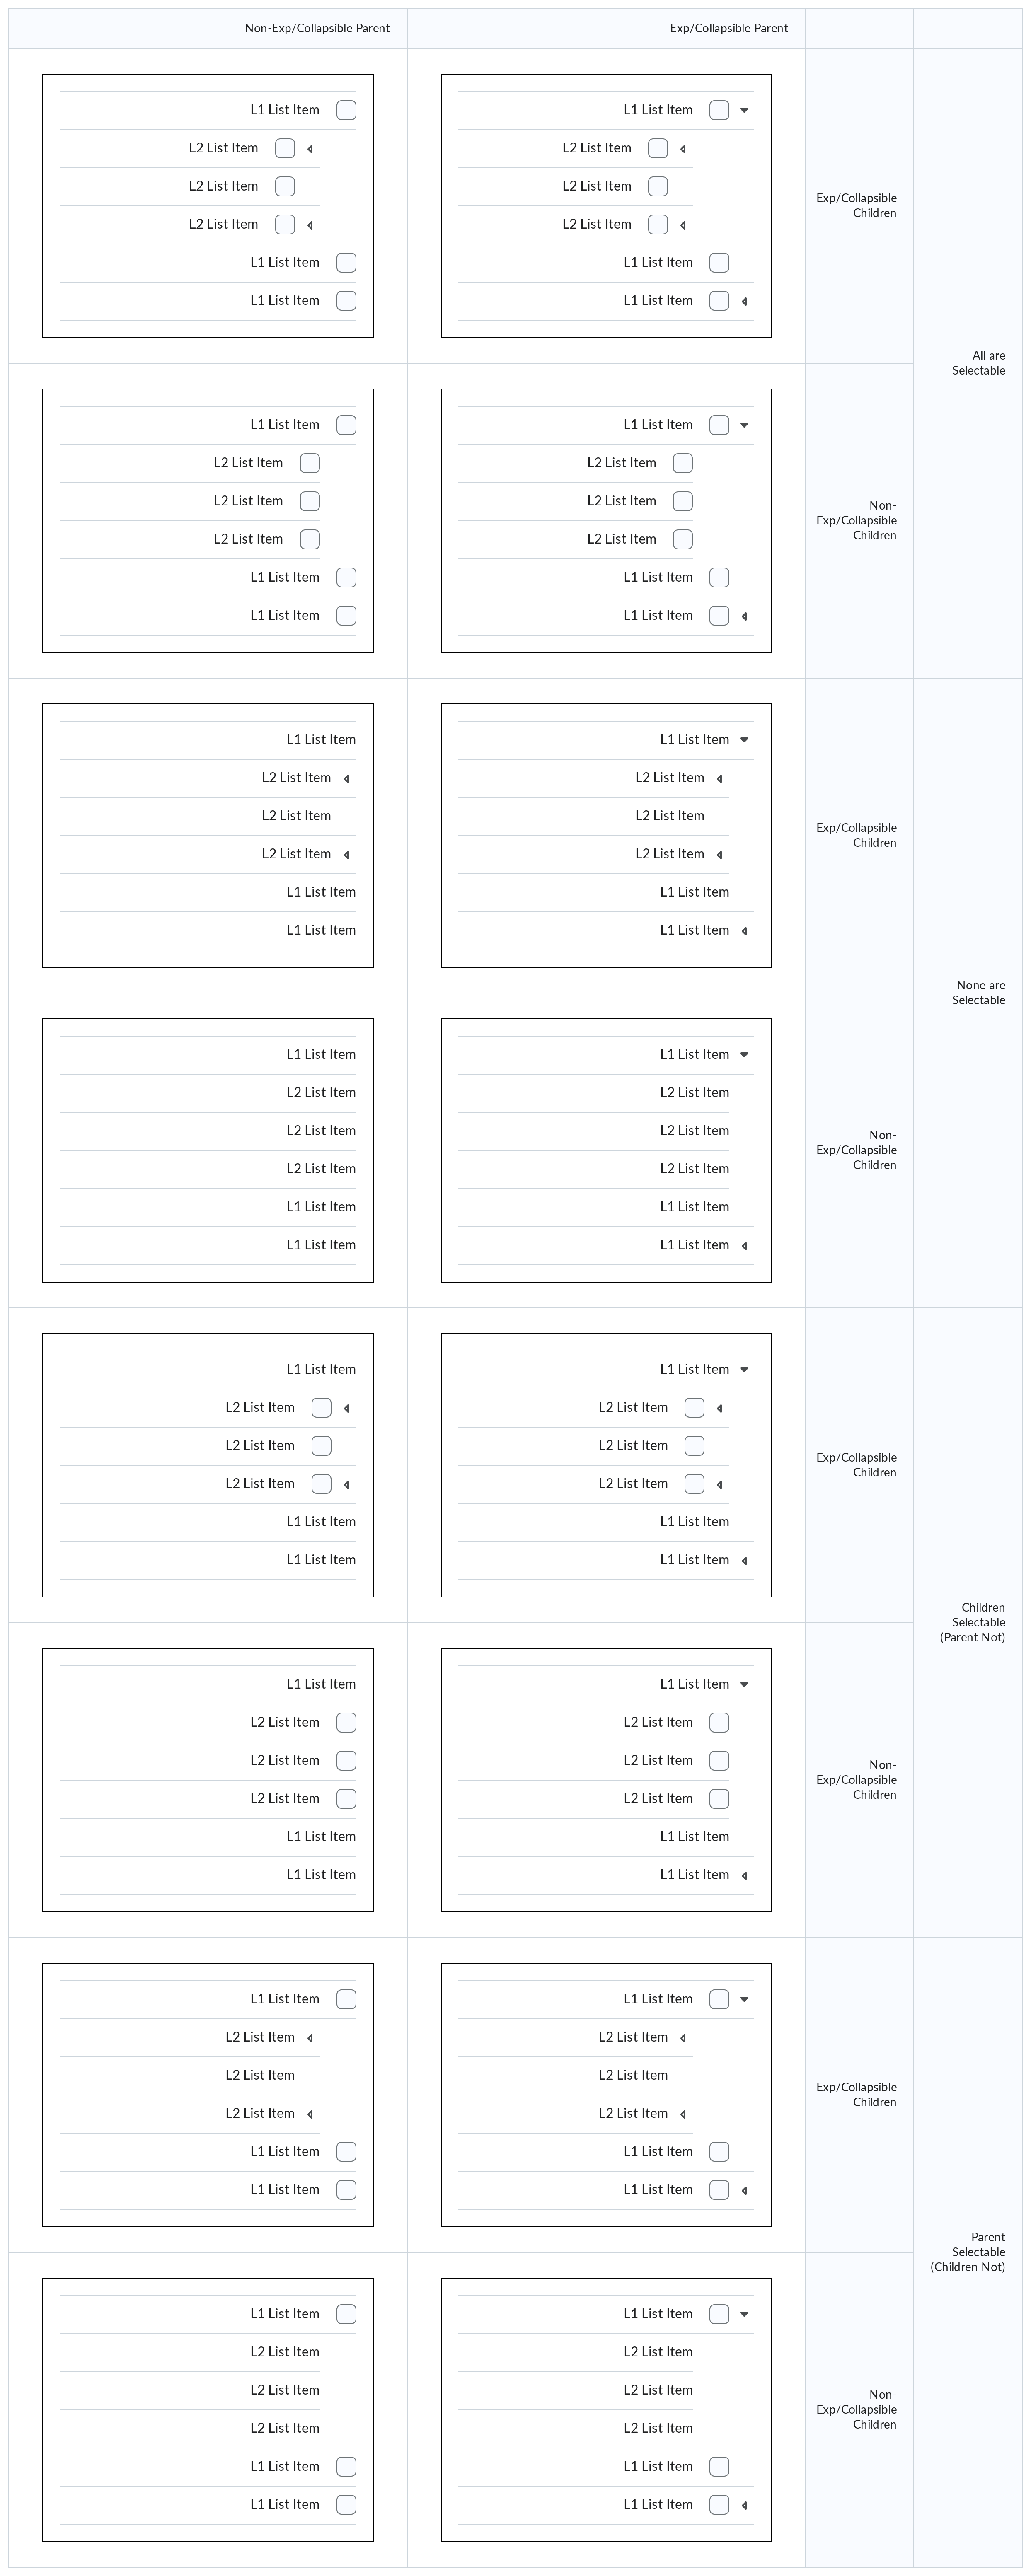 Non-Exp/Collapsible Parent
Exp/Collapsible Parent
L1 List Item
L2 List Item
L2 List Item
L2 List Item
L1 List Item
L1 List Item
L1 List Item
L2 List Item
L2 List Item
L2 List Item
L1 List Item
L1 List Item
Exp/Collapsible
Children
All are
Selectable
L1 List Item
L2 List Item
L2 List Item
L2 List Item
L1 List Item
L1 List Item
L1 List Item
L2 List Item
L2 List Item
L2 List Item
L1 List Item
L1 List Item
Non-
Exp/Collapsible
Children
L1 List Item
L2 List Item
L2 List Item
L2 List Item
L1 List Item
L1 List Item
L1 List Item
L2 List Item
L2 List Item
L2 List Item
L1 List Item
L1 List Item
Exp/Collapsible
Children
None are
Selectable
L1 List Item
L2 List Item
L2 List Item
L2 List Item
L1 List Item
L1 List Item
L1 List Item
L2 List Item
L2 List Item
L2 List Item
L1 List Item
L1 List Item
Non-
Exp/Collapsible
Children
L1 List Item
L2 List Item
L2 List Item
L2 List Item
L1 List Item
L1 List Item
L1 List Item
L2 List Item
L2 List Item
L2 List Item
L1 List Item
L1 List Item
Exp/Collapsible
Children
Children
Selectable
(Parent Not)
L1 List Item
L2 List Item
L2 List Item
L2 List Item
L1 List Item
L1 List Item
L1 List Item
L2 List Item
L2 List Item
L2 List Item
L1 List Item
L1 List Item
Non-
Exp/Collapsible
Children
L1 List Item
L2 List Item
L2 List Item
L2 List Item
L1 List Item
L1 List Item
L1 List Item
L2 List Item
L2 List Item
L2 List Item
L1 List Item
L1 List Item
Exp/Collapsible
Children
Parent
Selectable
(Children Not)
L1 List Item
L2 List Item
L2 List Item
L2 List Item
L1 List Item
L1 List Item
L1 List Item
L2 List Item
L2 List Item
L2 List Item
L1 List Item
L1 List Item
Non-
Exp/Collapsible
Children